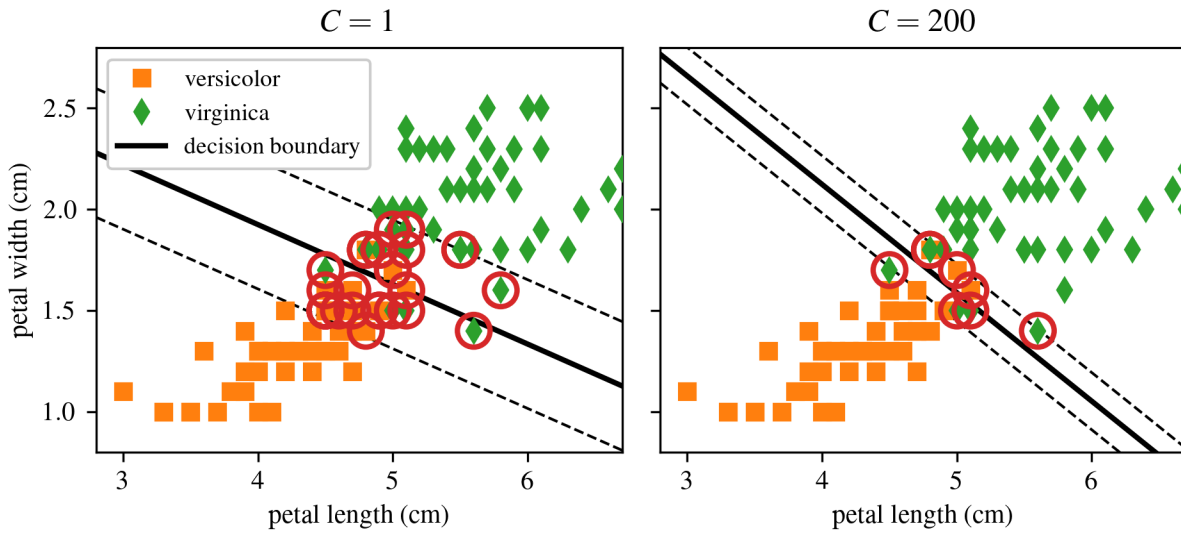 C = 1
C = 200
versicolor
virginica
decision boundary
petal width (cm)
2.5
2.0
1.5
1.0
3 4 5 6
3 4 5 6
petal length (cm)
petal length (cm)